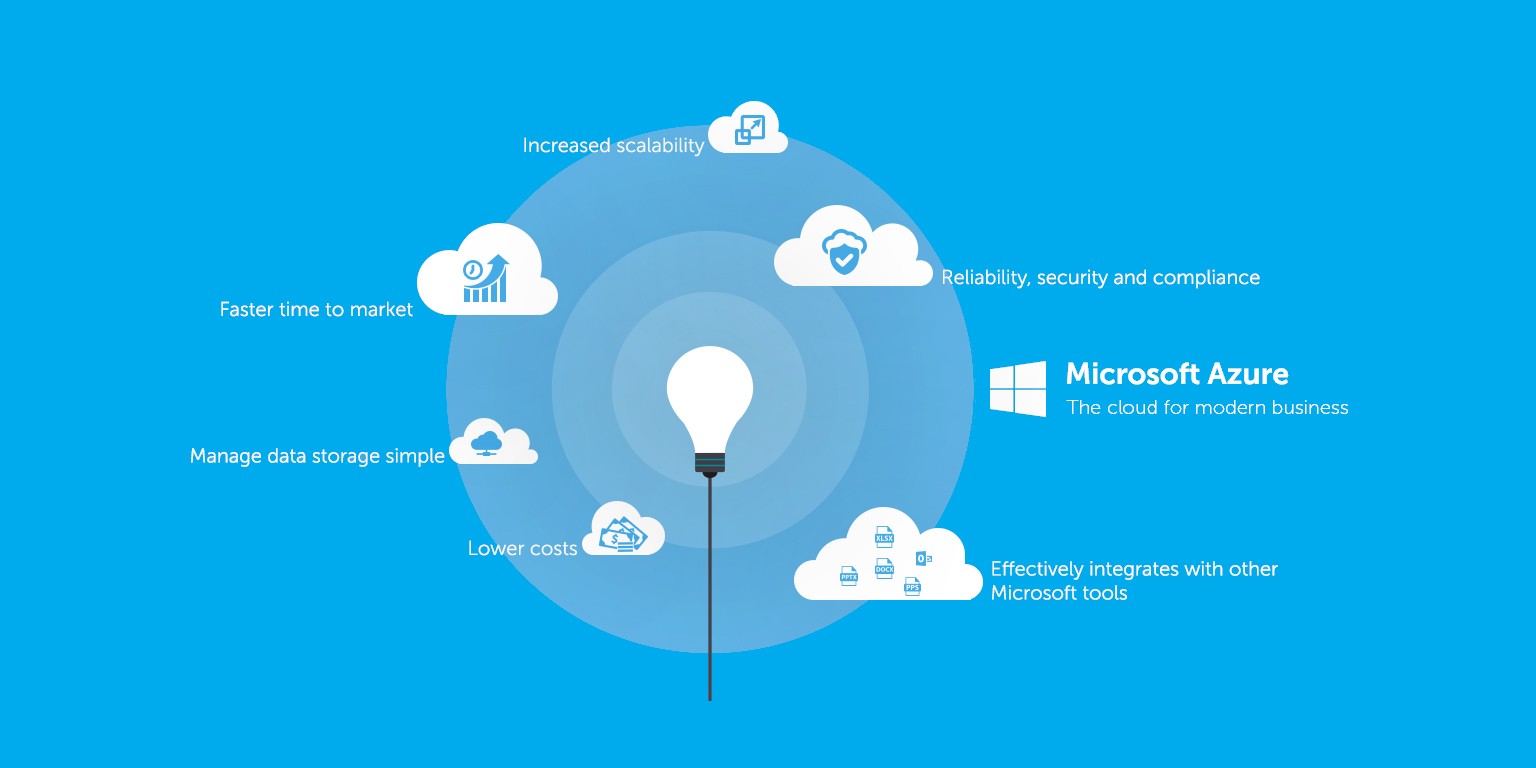 Increased scalability
Reliability, security and compliance
Faster time to market
Microsoft Azure
The cloud for modern business
Manage data storage simple
Lower costs
XLSX
DOCX
PPTX
PPS
Effectively integrates with other
Microsoft tools